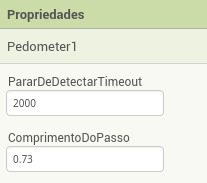 Propriedades
Pedometer1
PararDeDetectarTimeout
2000
ComprimentoDoPasso
0.73